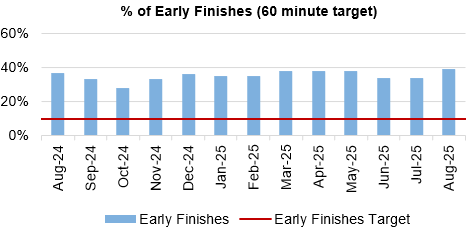 % of Early Finishes (60 minute target)
60%
40%
20%
0%
Aug-24
Sep-24
Oct-24
Nov-24
Dec-24
Jan-25
Feb-25
Mar-25
Apr-25
May-25
Jun-25
Jul-25
Aug-25
Early Finishes
Early Finishes Target